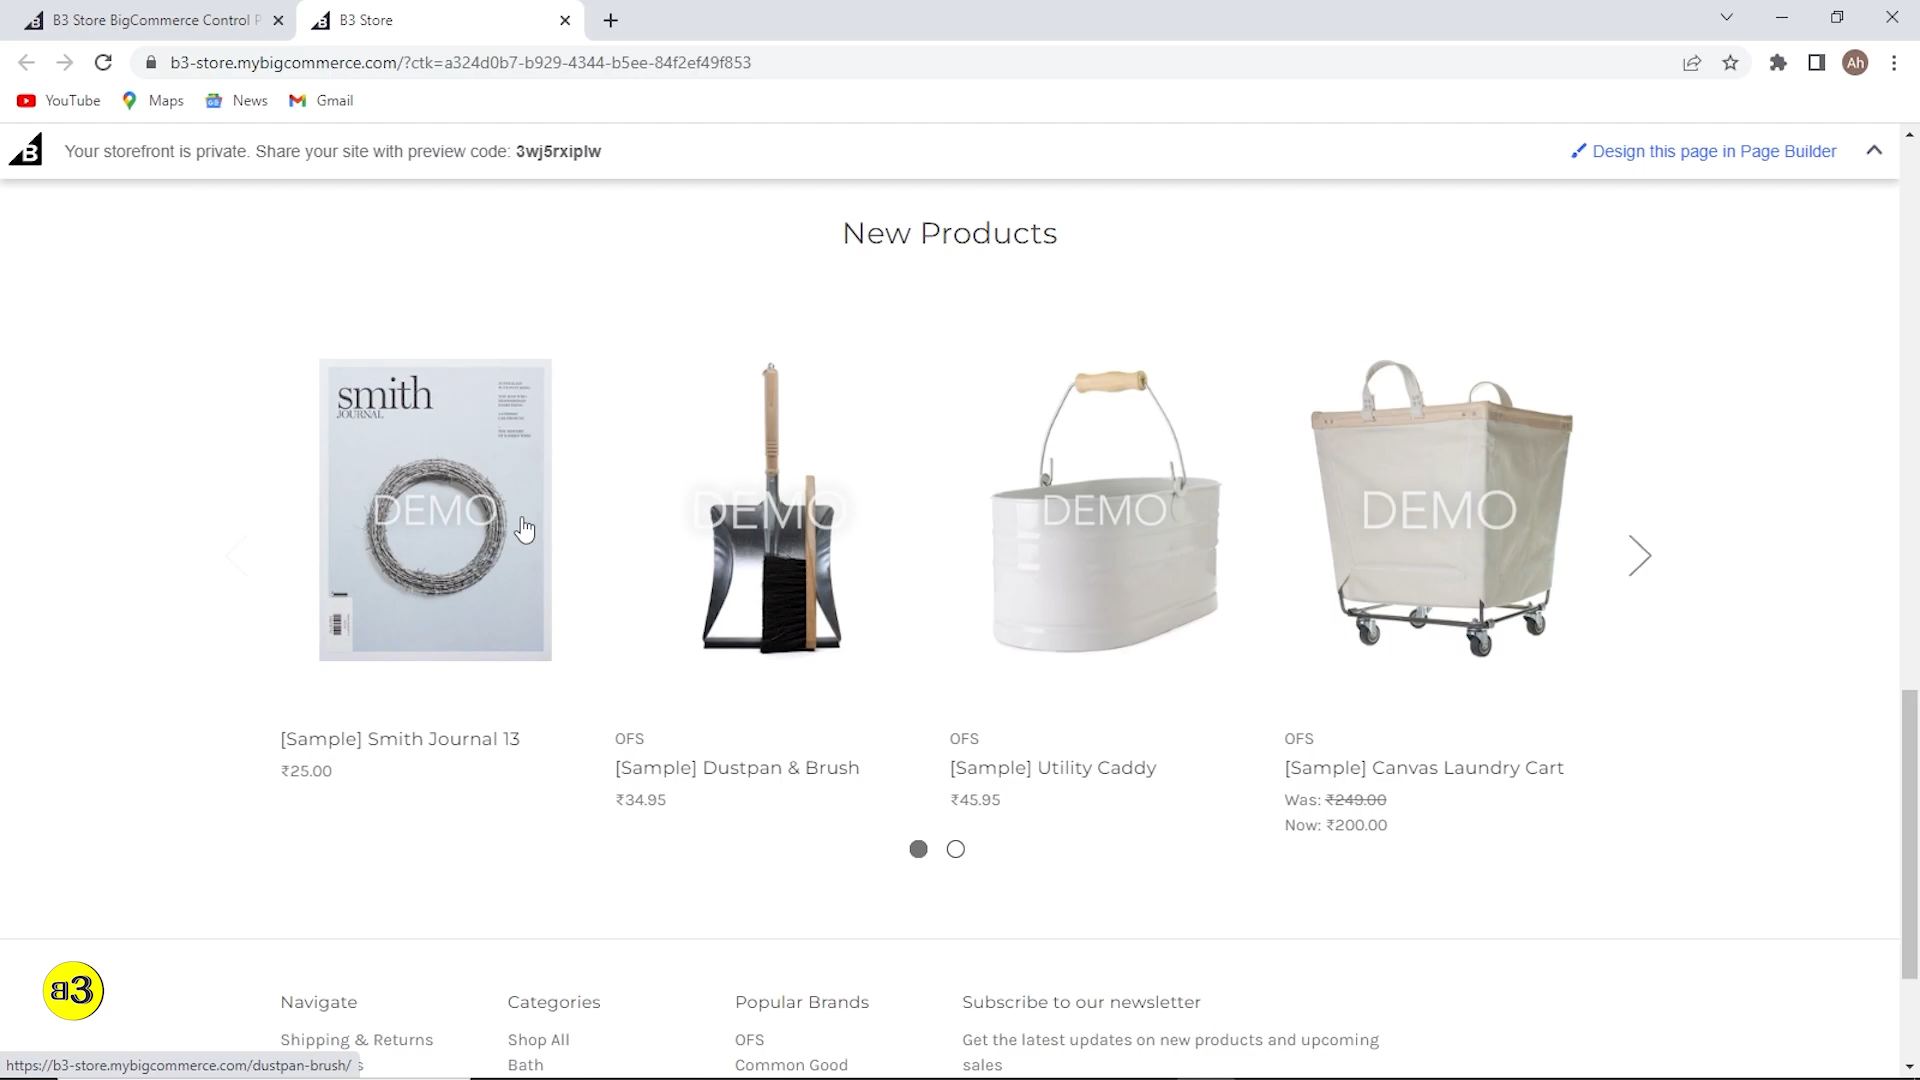 B3 Store BigCommerce Control P
B3 Store
b3-store.mybigcommerce.com/?ctk=a324d0b7-b929-4344-b5ee-84f2ef49f853
Ah
YouTube
Maps
News
Gmail
B
Your storefront is private. Share your site with preview code: 3wj5rxiplw
Design this page in Page Builder
New Products
smith
JOURNAL
DEMO
DEMO
DEMO
DEMO
[Sample] Smith Journal 13
₹25.00
OFS
[Sample] Dustpan & Brush
₹34.95
OFS
[Sample] Utility Caddy
₹45.95
OFS
[Sample] Canvas Laundry Cart
Was: ₹249.00
Now: ₹200.00
B3
Navigate
Shipping & Returns
Categories
Shop All
Bath
Popular Brands
OFS
Common Good
Subscribe to our newsletter
Get the latest updates on new products and upcoming
sales
https://b3-store.mybigcommerce.com/dustpan-brush/